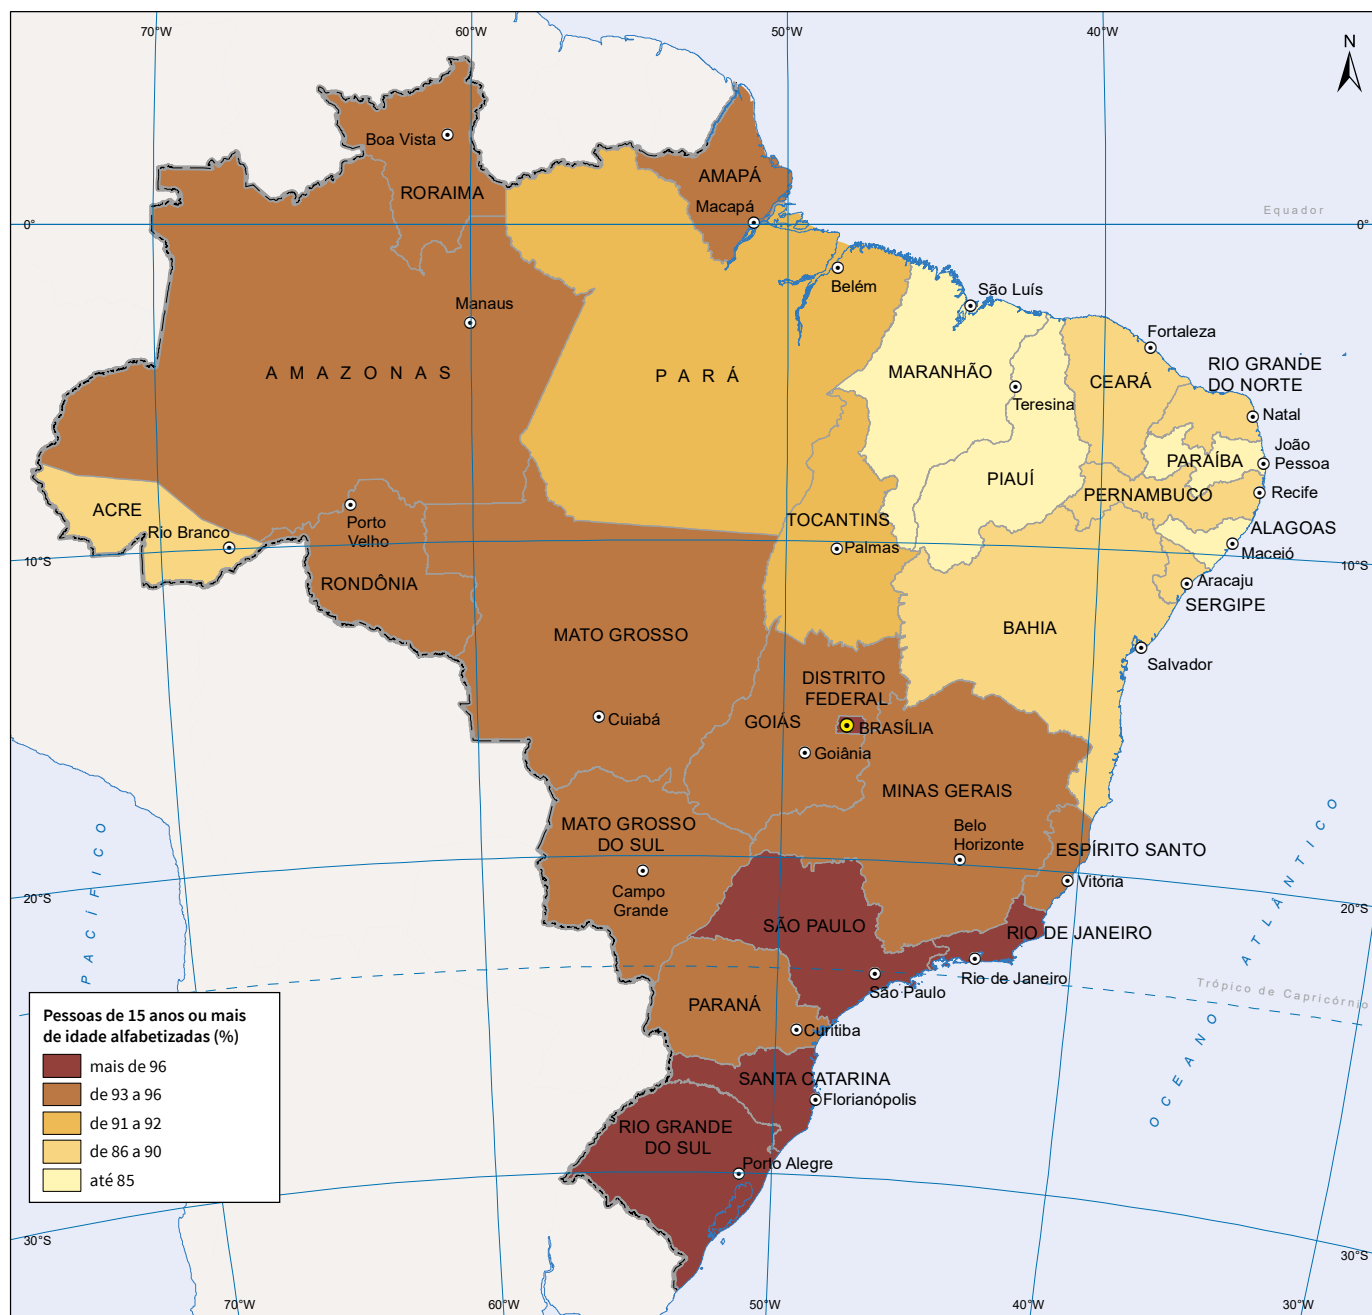 70°W
60°W
50°W
40°W
N
Boa Vista
RORAIMA
AMAPÁ
Macapá
0°
Equador
0°
Belém
São Luís
Manaus
Fortaleza
AMAZONAS
PARÁ
MARANHÃO
Teresina
CEARÁ
RIO GRANDE
DO NORTE
Natal
João
Pessoa
PARAÍBA
PIAUÍ
PERNAMBUCO
Recife
ACRE
Rio Branco
Porto
Velho
TOCANTINS
Palmas
ALAGOAS
Maceió
10°S
10°S
RONDÔNIA
Aracaju
SERGIPE
MATO GROSSO
BAHIA
Salvador
DISTRITO
FEDERAL
Cuiabá
GOIÁS
BRASÍLIA
Goiânia
MINAS GERAIS
MATO GROSSO
DO SUL
Belo
Horizonte
ESPÍRITO SANTO
Vitória
Campo
Grande
20°S
20°S
PACÍFICO
SÃO PAULO
RIO DE JANEIRO
Rio de Janeiro
São Paulo
Trópico de Capricórnio
OCEANO ATLÂNTICO
PARANÁ
Curitiba
SANTA CATARINA
Florianópolis
RIO GRANDE
DO SUL
Porto Alegre
Pessoas de 15 anos ou mais
de idade alfabetizadas (%)
mais de 96
de 93 a 96
de 91 a 92
de 86 a 90
até 85
30°S
30°S
70°W
60°W
50°W
40°W
30°W